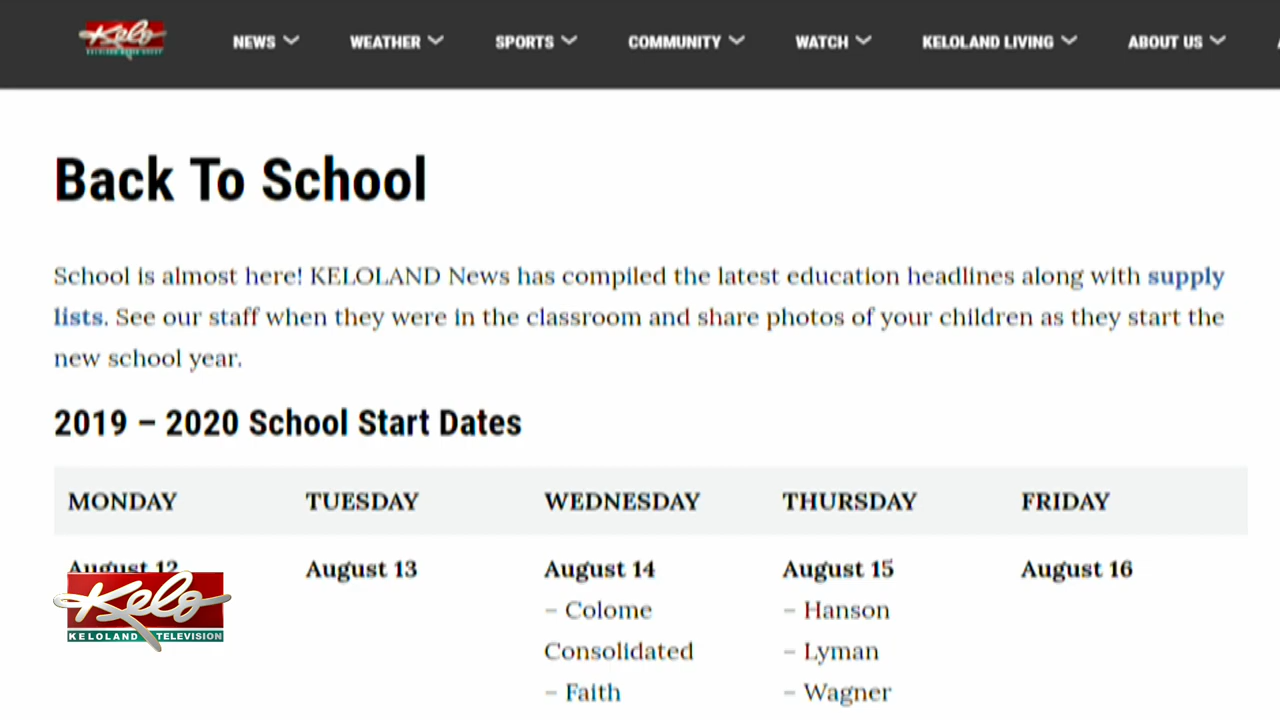 Kelo
NEWS WEATHER SPORTS COMMUNITY WATCH KELOLAND LIVING ABOUT US
Back To School
School is almost here! KELOLAND News has compiled the latest education headlines along with supply
lists. See our staff when they were in the classroom and share photos of your children as they start the
new school year.
2019 – 2020 School Start Dates
MONDAY TUESDAY WEDNESDAY THURSDAY FRIDAY
August 12 August 13 August 14 August 15 August 16
– Colome – Hanson
Consolidated – Lyman
– Faith – Wagner
Kelo
KELOLAND TELEVISION